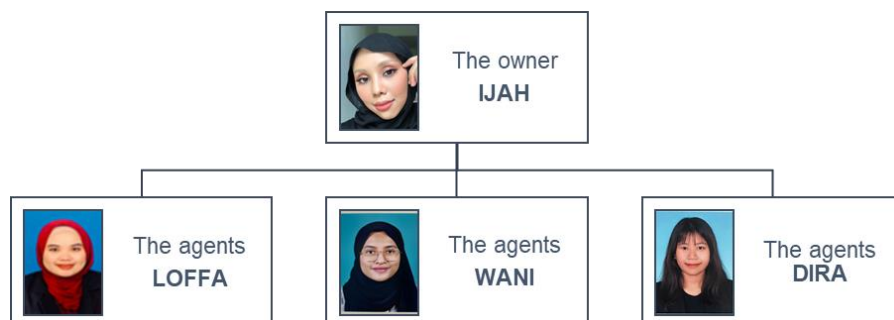 The owner
IJAH
The agents
LOFFA
The agents
WANI
The agents
DIRA